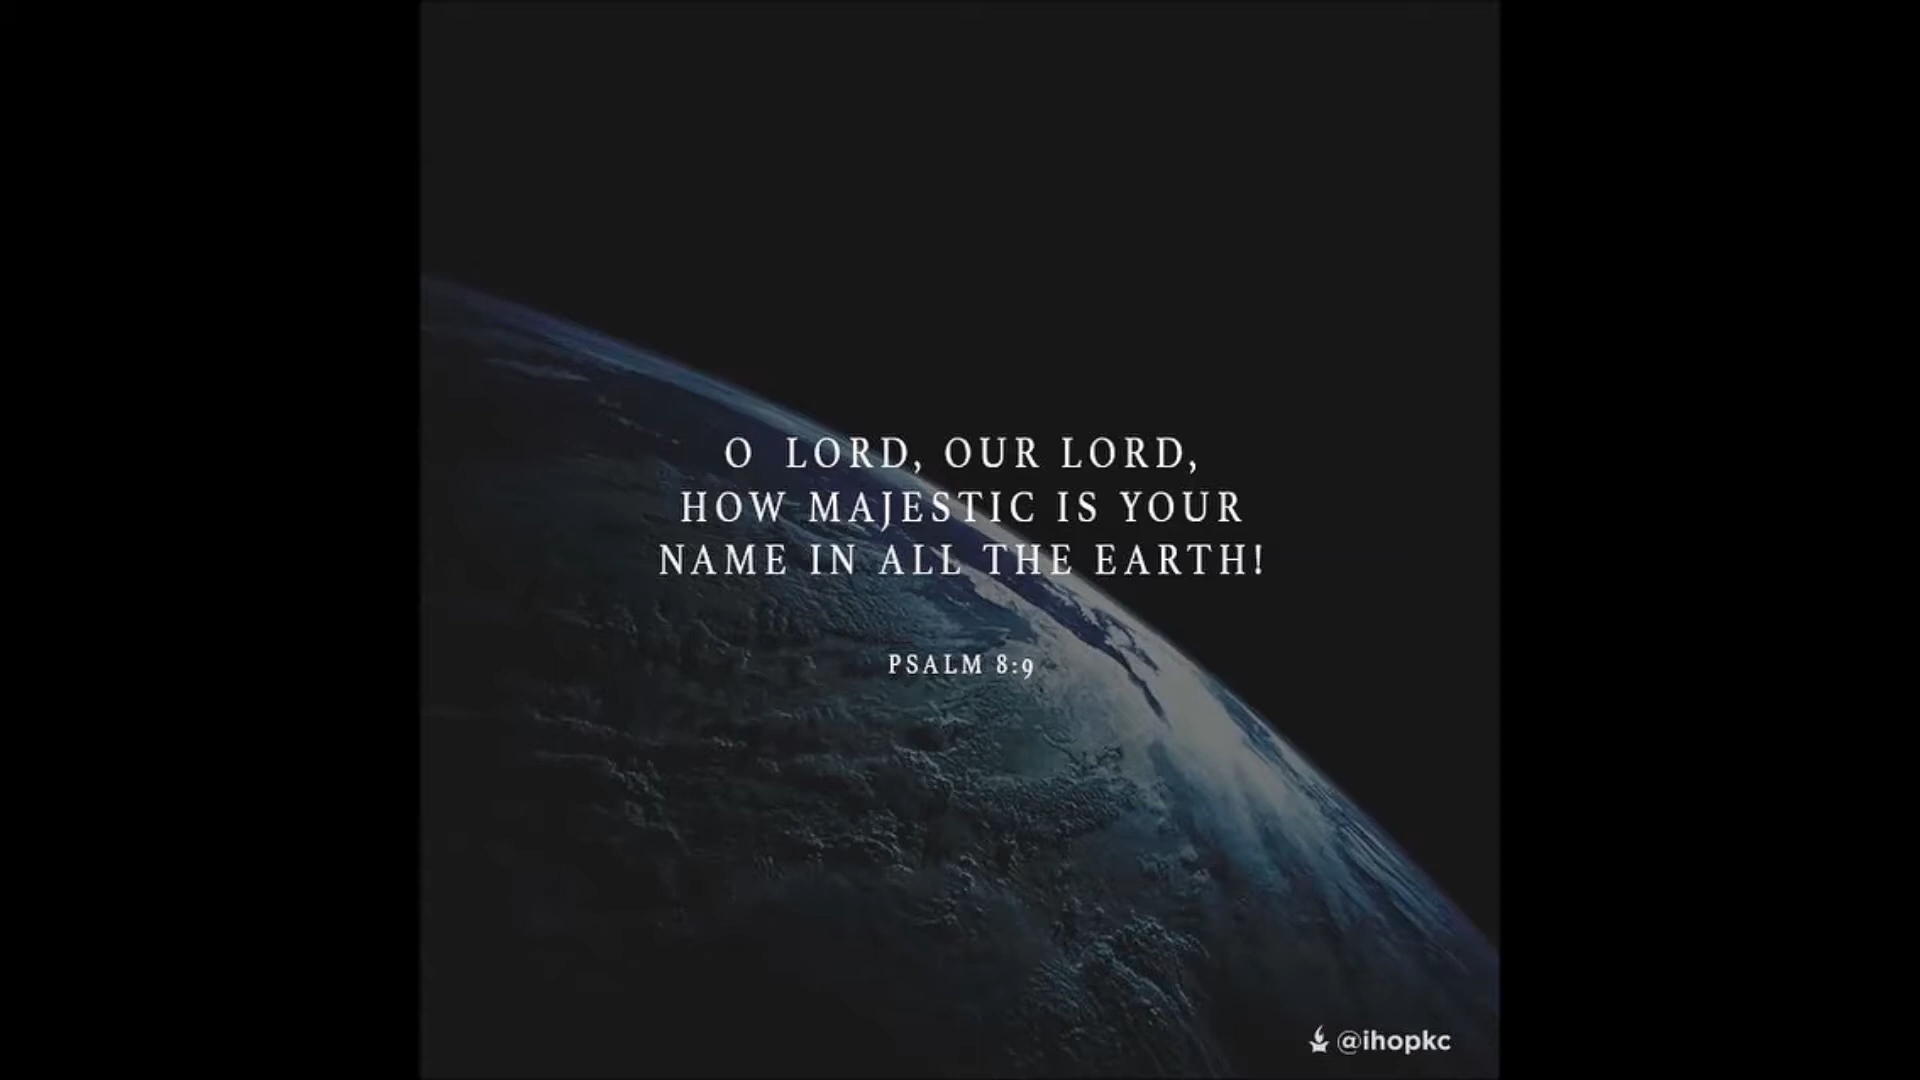 O LORD, OUR LORD,
HOW MAJESTIC IS YOUR
NAME IN ALL THE EARTH!
PSALM 8:9
@ihopkc